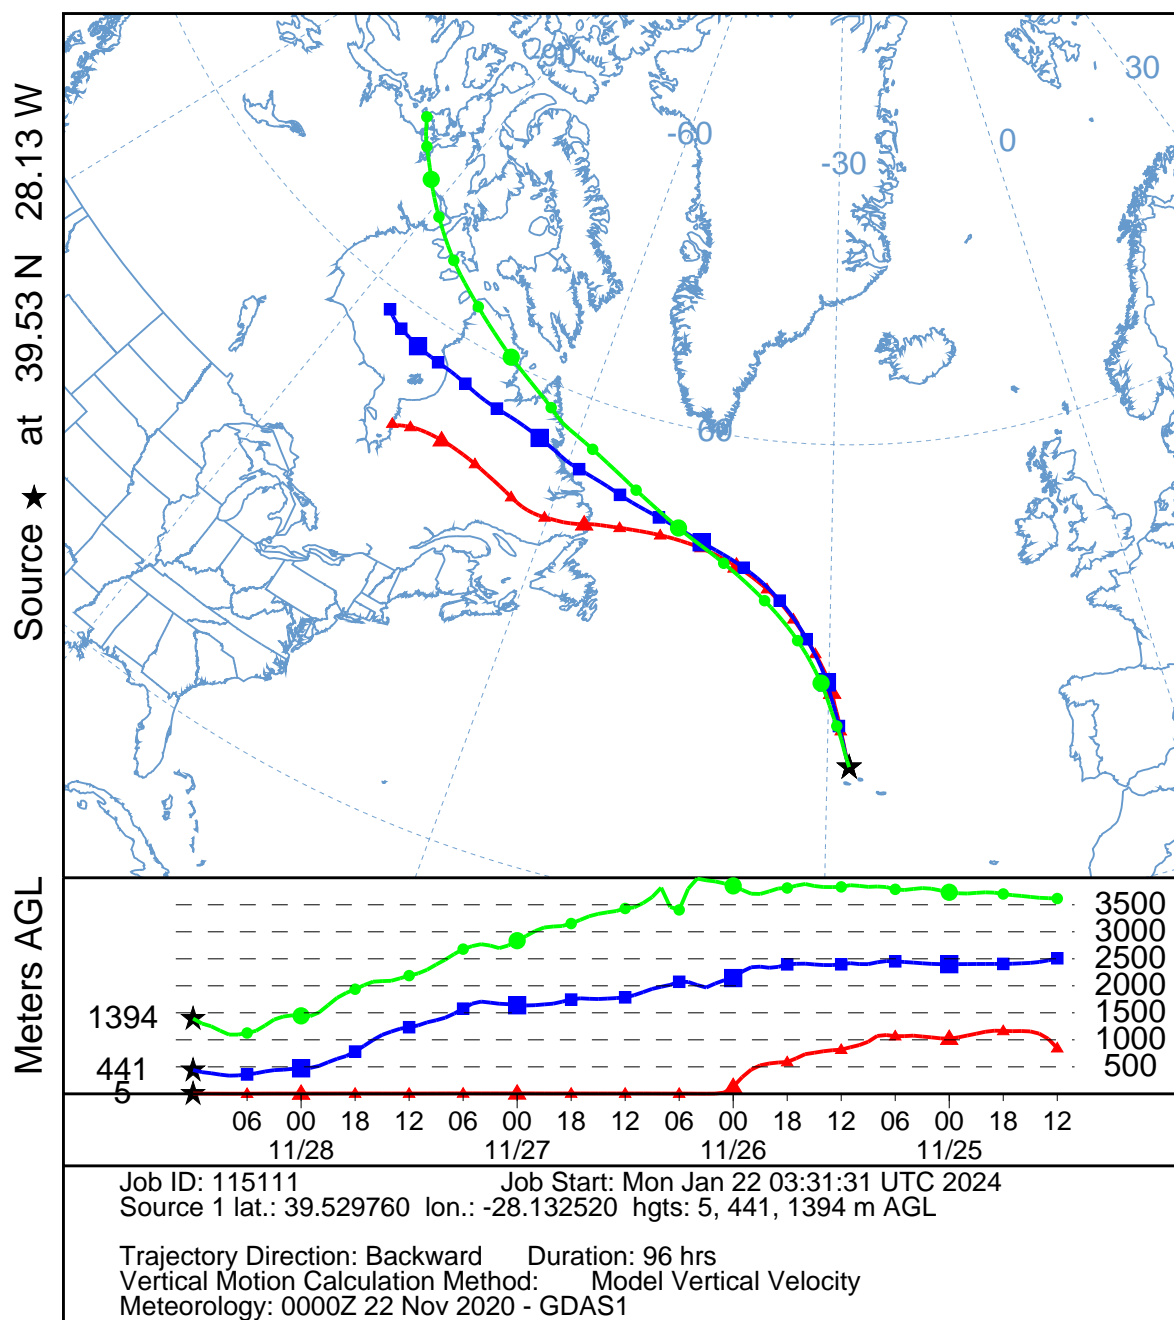 Source ★ at 39.53 N 28.13 W
-90
30
-60
0
-30
60
Meters AGL
1394
441
5
3500
3000
2500
2000
1500
1000
500
06 00 18 12 06 00 18 12 06 00 18 12 06 00 18 12
11/28 11/27 11/26 11/25
Job ID: 115111 Job Start: Mon Jan 22 03:31:31 UTC 2024
Source 1 lat.: 39.529760 lon.: -28.132520 hgts: 5, 441, 1394 m AGL
Trajectory Direction: Backward Duration: 96 hrs
Vertical Motion Calculation Method: Model Vertical Velocity
Meteorology: 0000Z 22 Nov 2020 - GDAS1